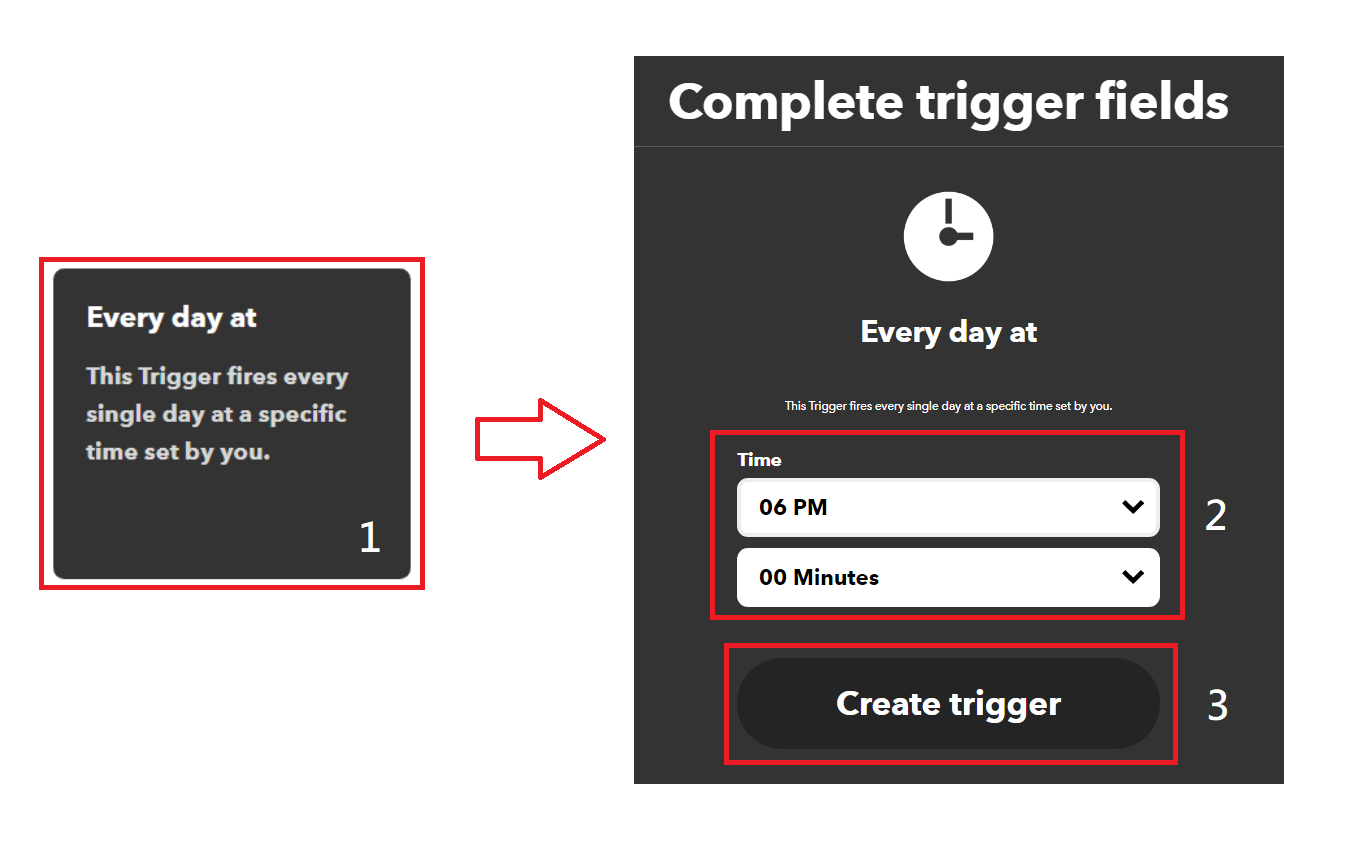 Every day at
This Trigger fires every
single day at a specific
time set by you.
1
Complete trigger fields
Every day at
This Trigger fires every single day at a specific time set by you.
Time
06 PM
00 Minutes
2
Create trigger
3